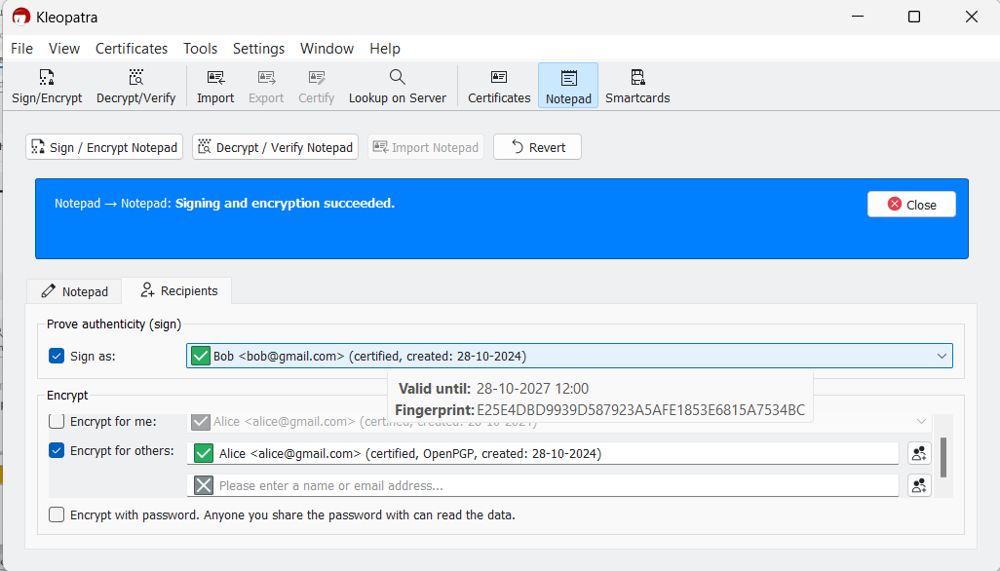 Kleopatra
File View Certificates Tools Settings Window Help
Sign/Encrypt Decrypt/Verify Import Export Certify Lookup on Server Certificates Notepad Smartcards
Sign / Encrypt Notepad Decrypt / Verify Notepad Import Notepad Revert
Notepad → Notepad: Signing and encryption succeeded. Close
Notepad Recipients
Prove authenticity (sign)
Sign as: Bob <bob@gmail.com> (certified, created: 28-10-2024)
Valid until: 28-10-2027 12:00
Encrypt
Fingerprint: E25E4DBD9939D587923A5AFE1853E6815A7534BC
Encrypt for me: Alice <alice@gmail.com> (certified, created: 28-10-2024)
Encrypt for others: Alice <alice@gmail.com> (certified, OpenPGP, created: 28-10-2024)
Please enter a name or email address...
Encrypt with password. Anyone you share the password with can read the data.